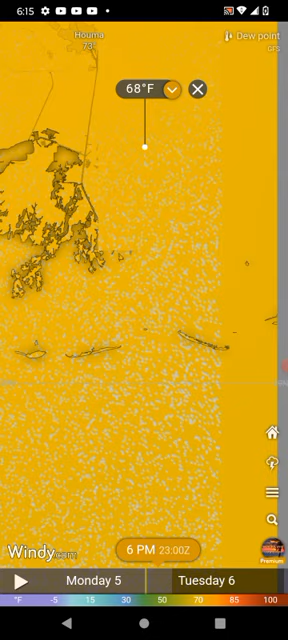 6:15
Houma
73°
Dew point
GFS
68°F
Windy.com
Premium
6 PM 23:00Z
Monday 5 Tuesday 6
°F -5 15 30 50 70 85 100